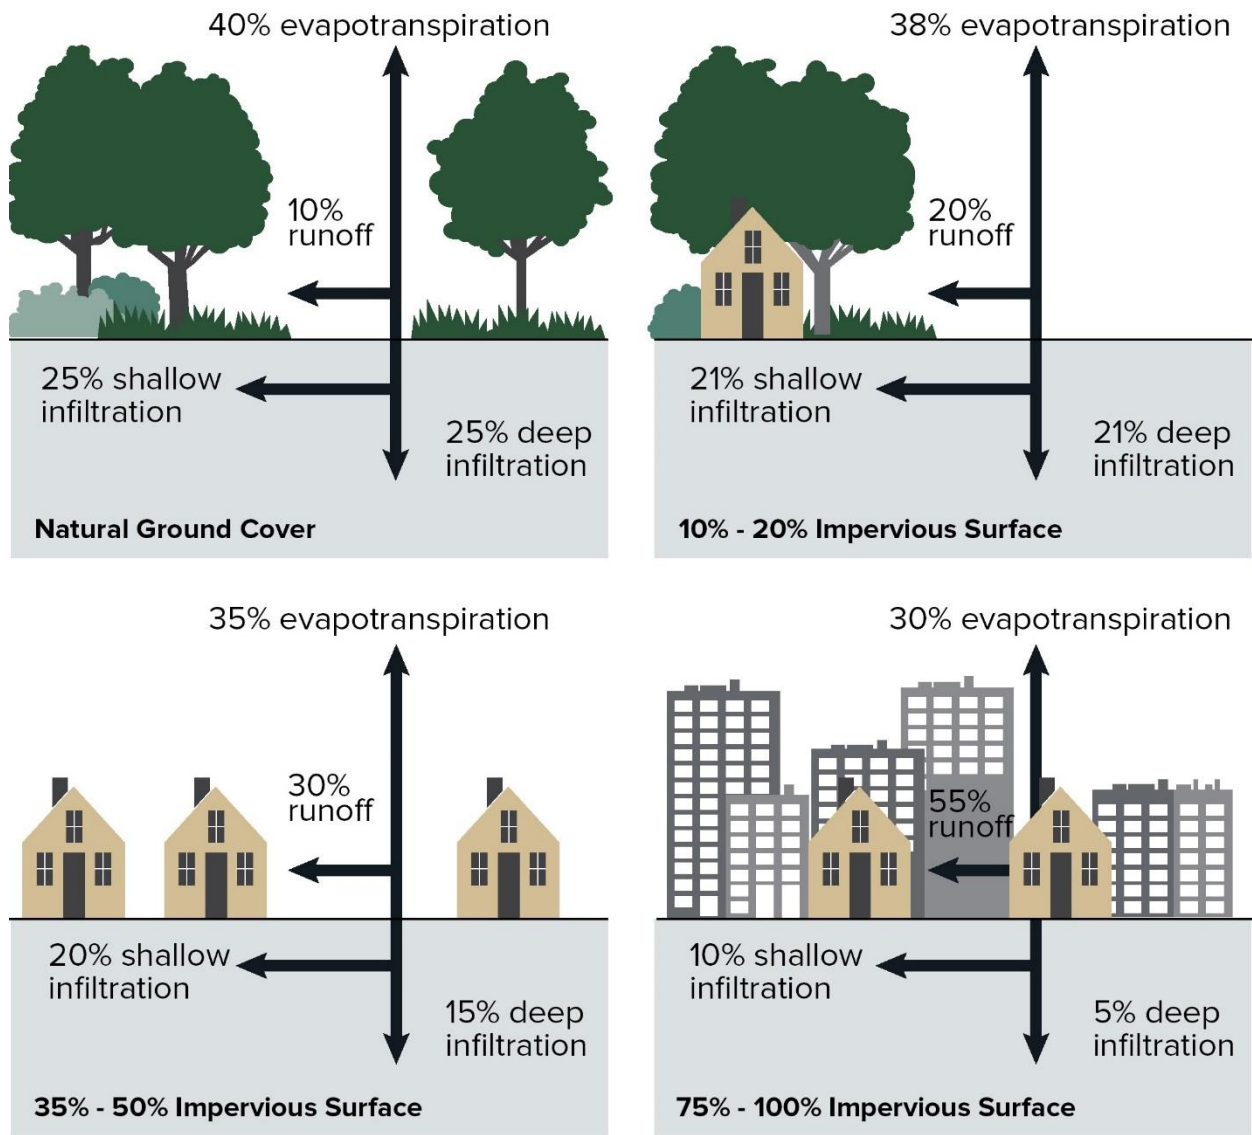 40% evapotranspiration
10%
runoff
25% shallow
infiltration
25% deep
infiltration
Natural Ground Cover
38% evapotranspiration
20%
runoff
21% shallow
infiltration
21% deep
infiltration
10% - 20% Impervious Surface
35% evapotranspiration
30%
runoff
20% shallow
infiltration
15% deep
infiltration
35% - 50% Impervious Surface
30% evapotranspiration
55%
runoff
10% shallow
infiltration
5% deep
infiltration
75% - 100% Impervious Surface